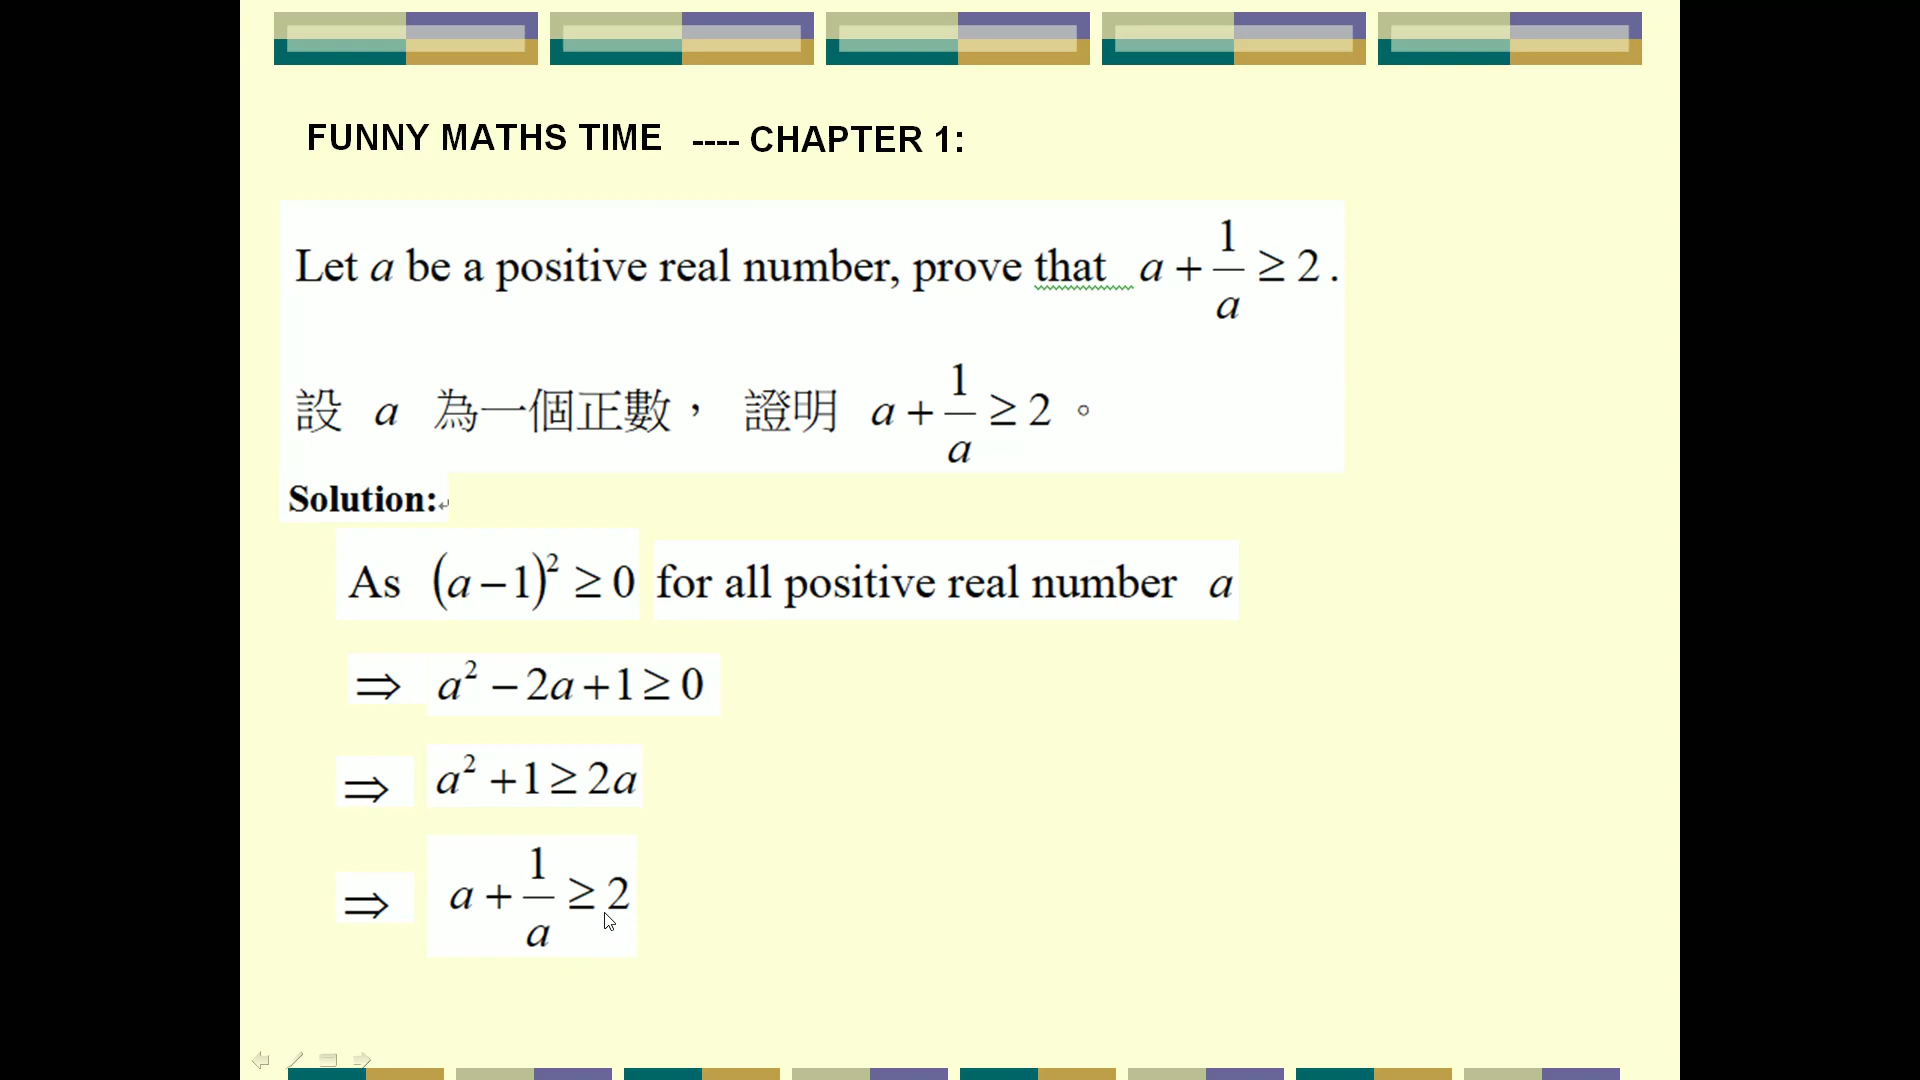 FUNNY MATHS TIME ---- CHAPTER 1:
Let a be a positive real number, prove that a + 1/a ≥ 2 .
設 a 為一個正數， 證明 a + 1/a ≥ 2 。
Solution:
As (a − 1)² ≥ 0 for all positive real number a
⇒ a² − 2a + 1 ≥ 0
⇒ a² + 1 ≥ 2a
⇒ a + 1/a ≥ 2